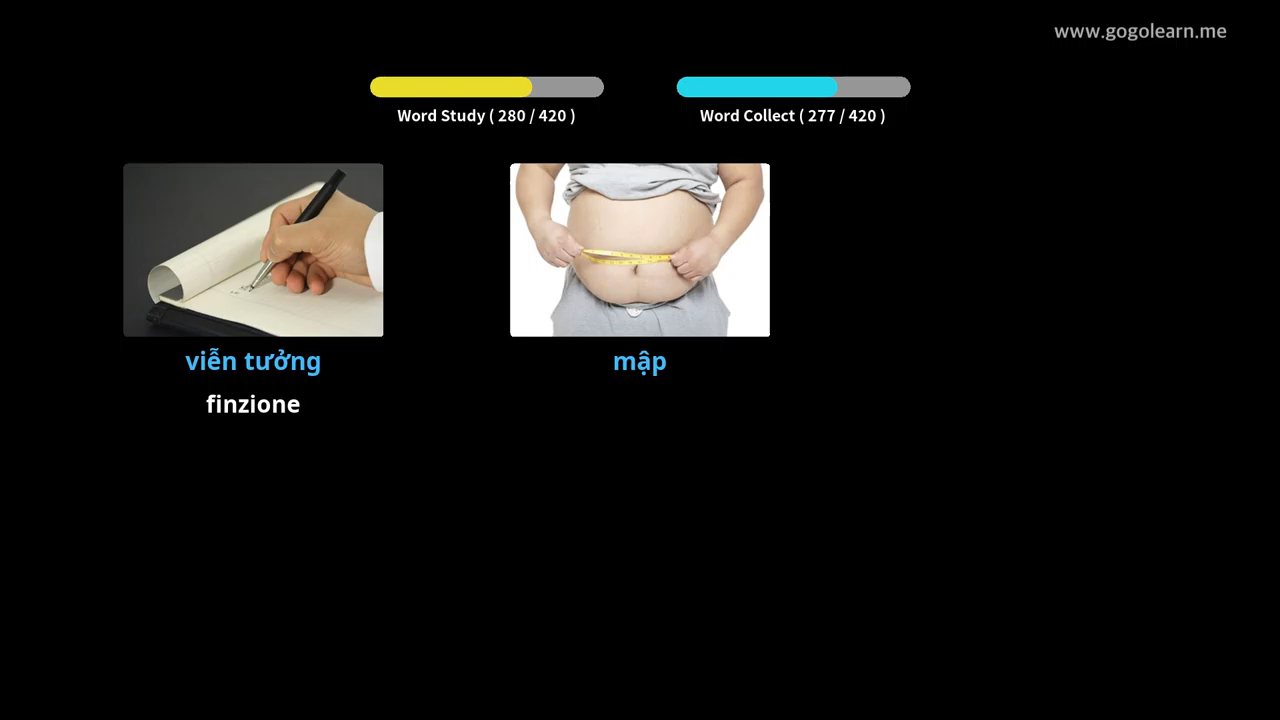 www.gogolearn.me
Word Study ( 280 / 420 )
Word Collect ( 277 / 420 )
viễn tưởng
mập
finzione